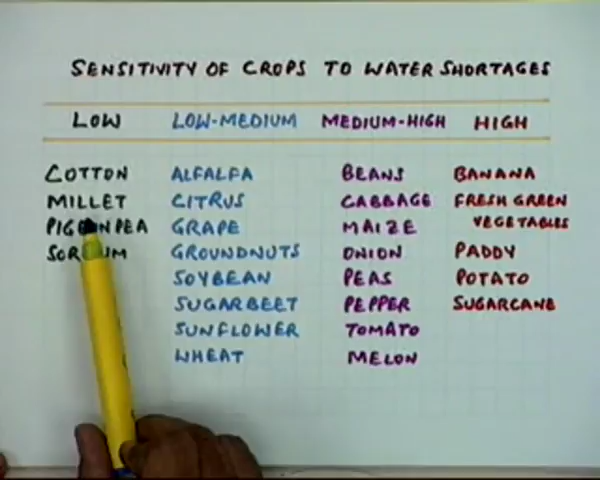 SENSITIVITY OF CROPS TO WATER SHORTAGES
LOW LOW-MEDIUM MEDIUM-HIGH HIGH
COTTON ALFALFA BEANS BANANA
MILLET CITRUS CABBAGE FRESH GREEN
GRAPE MAIZE VEGETABLES
GROUNDNUTS ONION PADDY
SOYBEAN PEAS POTATO
SUGARBEET PEPPER SUGARCANE
SUNFLOWER TOMATO
WHEAT MELON